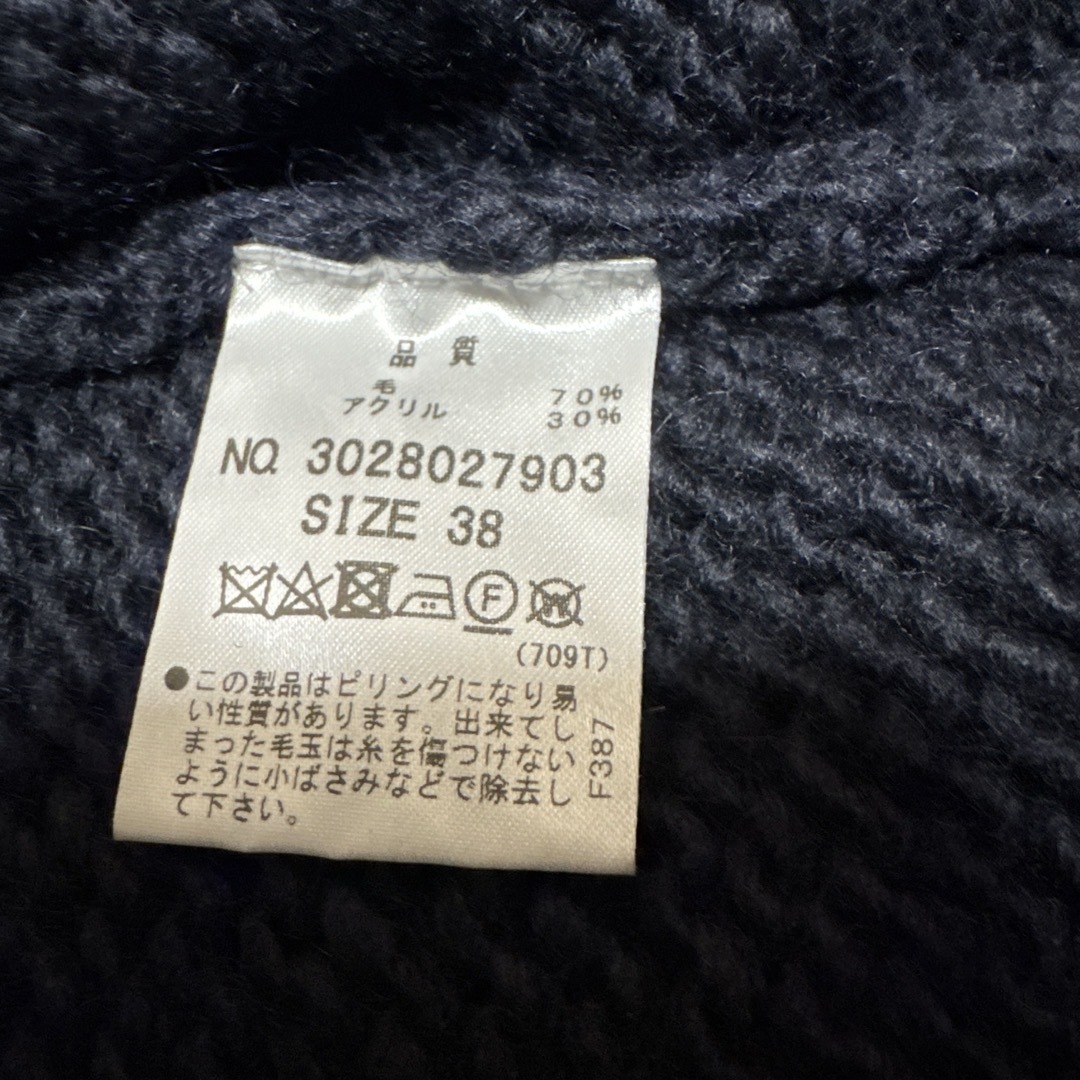 品質
毛 70%
アクリル 30%
NO. 3028027903
SIZE 38
F W
(709T)
●この製品はピリングになり易
い性質があります。出来てし
まった毛玉は糸を傷つけない
ように小ばさみなどで除去し
て下さい。
F387